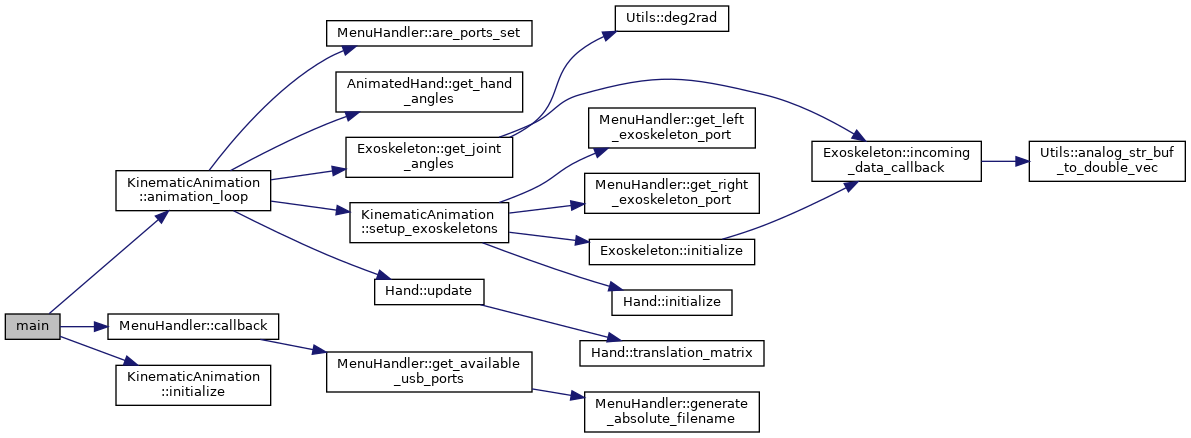 main
KinematicAnimation
::animation_loop
MenuHandler::callback
KinematicAnimation
::initialize
MenuHandler::are_ports_set
AnimatedHand::get_hand
_angles
Exoskeleton::get_joint
_angles
KinematicAnimation
::setup_exoskeletons
Hand::update
MenuHandler::get_available
_usb_ports
Utils::deg2rad
MenuHandler::get_left
_exoskeleton_port
MenuHandler::get_right
_exoskeleton_port
Exoskeleton::initialize
Hand::initialize
Hand::translation_matrix
MenuHandler::generate
_absolute_filename
Exoskeleton::incoming
_data_callback
Utils::analog_str_buf
_to_double_vec